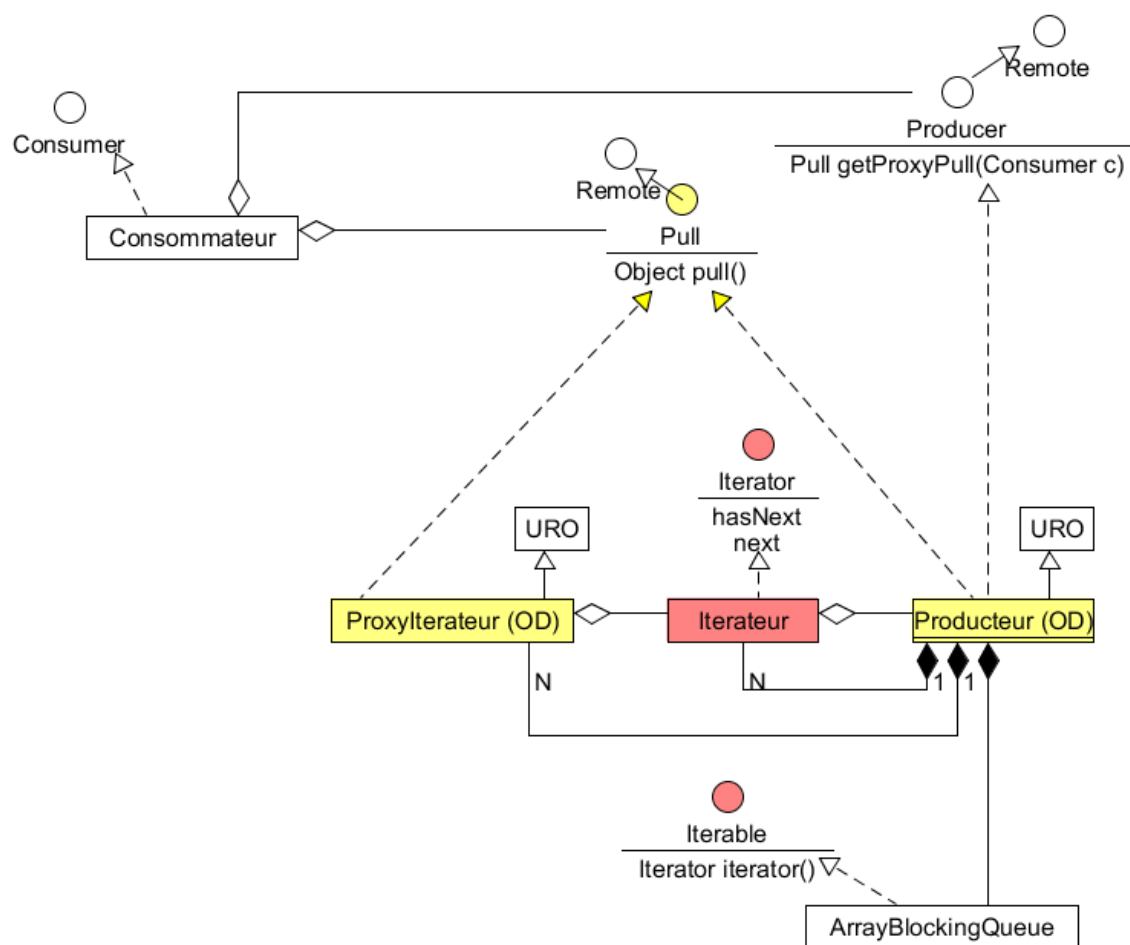 Remote
Consumer
Producer
Pull getProxyPull(Consumer c)
Remote
Consommateur
Pull
Object pull()
Iterator
hasNext
next
URO
URO
ProxyIterateur (OD)
Iterateur
Producteur (OD)
N
N
1
1
Iterable
Iterator iterator()
ArrayBlockingQueue